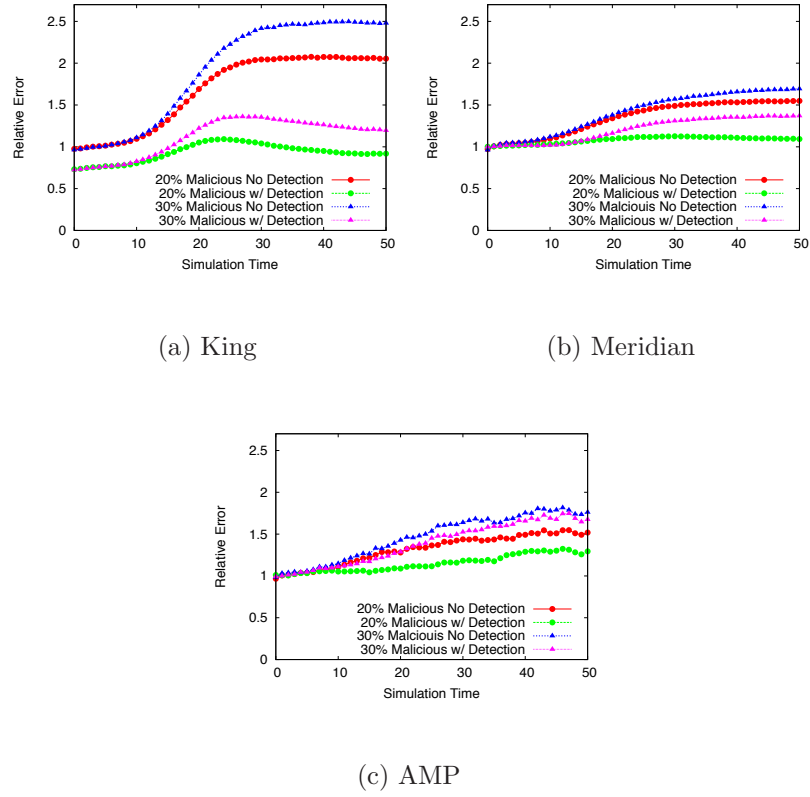 2.5
2
1.5
1
0.5
0
Relative Error
20% Malicious No Detection
20% Malicious w/ Detection
30% Malicious No Detection
30% Malicious w/ Detection
0 10 20 30 40 50
Simulation Time
(a) King
2.5
2
1.5
1
0.5
0
Relative Error
20% Malicious No Detection
20% Malicious w/ Detection
30% Malcious No Detection
30% Malicious w/ Detection
0 10 20 30 40 50
Simulation Time
(b) Meridian
2.5
2
1.5
1
0.5
0
Relative Error
20% Malicious No Detection
20% Malicious w/ Detection
30% Malcious No Detection
30% Malicious w/ Detection
0 10 20 30 40 50
Simulation Time
(c) AMP